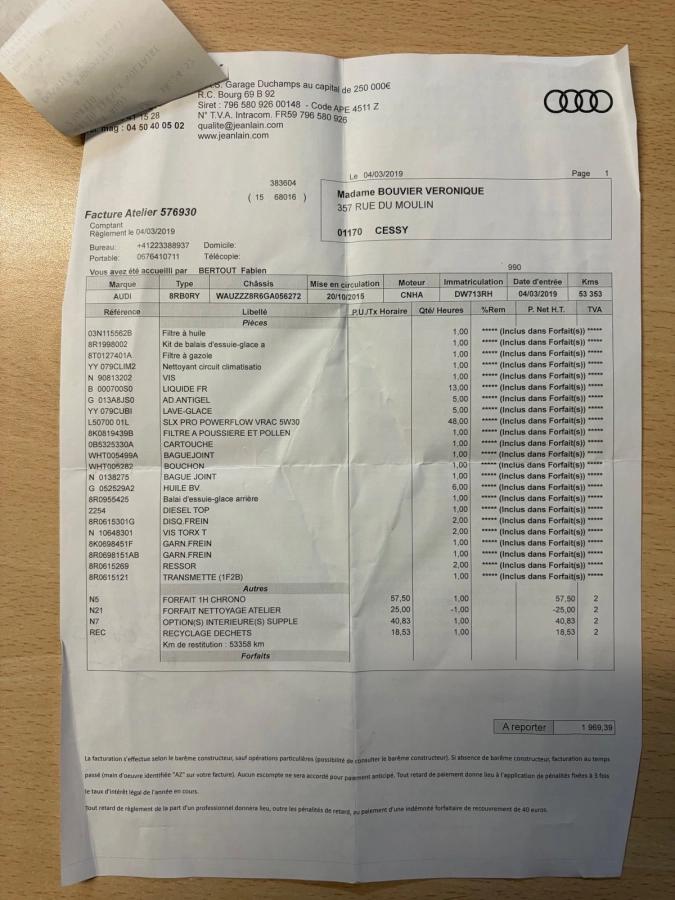 S. Garage Duchamps au capital de 250 000€
R.C. Bourg 69 B 92
Siret : 796 580 926 00148 - Code APE 4511 Z
N° T.V.A. Intracom. FR59 796 580 926
15 28
mag : 04 50 40 05 02
qualite@jeanlain.com
www.jeanlain.com
Le 04/03/2019
Page 1
383604
( 15 68016 )
Madame BOUVIER VERONIQUE
357 RUE DU MOULIN
01170 CESSY
Facture Atelier 576930
Comptant
Règlement le 04/03/2019
Bureau: +41223388937 Domicile:
Portable: 0676410711 Télécopie:
Vous avez été accueilli par BERTOUT Fabien
990
Marque Type Châssis Mise en circulation Moteur Immatriculation Date d'entrée Kms
AUDI 8RB0RY WAUZZZ8R6GA056272 20/10/2015 CNHA DW713RH 04/03/2019 53 353
Référence Libellé P.U./Tx Horaire Qté/ Heures %Rem P. Net H.T. TVA
Pièces
03N115562B Filtre à huile 1,00 ***** (Inclus dans Forfait(s)) *****
8R1998002 Kit de balais d'essuie-glace a 1,00 ***** (Inclus dans Forfait(s)) *****
8T0127401A Filtre à gazole 1,00 ***** (Inclus dans Forfait(s)) *****
YY 079CLIM2 Nettoyant circuit climatisatio 1,00 ***** (Inclus dans Forfait(s)) *****
N 90813202 VIS 1,00 ***** (Inclus dans Forfait(s)) *****
B 000700S0 LIQUIDE FR 13,00 ***** (Inclus dans Forfait(s)) *****
G 013A8JS0 AD ANTIGEL 5,00 ***** (Inclus dans Forfait(s)) *****
YY 079CUBI LAVE-GLACE 5,00 ***** (Inclus dans Forfait(s)) *****
L50700 01L SLX PRO POWERFLOW VRAC 5W30 48,00 ***** (Inclus dans Forfait(s)) *****
8K0819439B FILTRE A POUSSIERE ET POLLEN 1,00 ***** (Inclus dans Forfait(s)) *****
0B5325330A CARTOUCHE 1,00 ***** (Inclus dans Forfait(s)) *****
WHT005499A BAGUEJOINT 1,00 ***** (Inclus dans Forfait(s)) *****
WHT005282 BOUCHON 1,00 ***** (Inclus dans Forfait(s)) *****
N 0138275 BAGUE JOINT 1,00 ***** (Inclus dans Forfait(s)) *****
G 052529A2 HUILE BV. 6,00 ***** (Inclus dans Forfait(s)) *****
8R0955425 Balai d'essuie-glace arrière 1,00 ***** (Inclus dans Forfait(s)) *****
2254 DIESEL TOP 1,00 ***** (Inclus dans Forfait(s)) *****
8R0615301G DISQ.FREIN 2,00 ***** (Inclus dans Forfait(s)) *****
N 10648301 VIS TORX T 2,00 ***** (Inclus dans Forfait(s)) *****
8K0698451F GARN.FREIN 1,00 ***** (Inclus dans Forfait(s)) *****
8R0698151AB GARN.FREIN 1,00 ***** (Inclus dans Forfait(s)) *****
8R0615269 RESSOR 2,00 ***** (Inclus dans Forfait(s)) *****
8R0615121 TRANSMETTE (1F2B) 1,00 ***** (Inclus dans Forfait(s)) *****
Autres
N5 FORFAIT 1H CHRONO 57,50 1,00 57,50 2
N21 FORFAIT NETTOYAGE ATELIER 25,00 -1,00 -25,00 2
N7 OPTION(S) INTERIEURE(S) SUPPLE 40,83 1,00 40,83 2
REC RECYCLAGE DECHETS 18,53 1,00 18,53 2
Km de restitution : 53358 km
Forfaits
A reporter 1 969,39
La facturation s'effectue selon le barême constructeur, sauf opérations particulières (possibilité de consulter le barême constructeur). Si absence de barême constructeur, facturation au temps
passé (main d'oeuvre identifiée "AZ" sur votre facture). Aucun escompte ne sera accordé pour paiement anticipé. Tout retard de paiement donne lieu à l'application de pénalités fixées à 3 fois
le taux d'intérêt légal de l'année en cours.
Tout retard de règlement de la part d'un professionnel donnera lieu, outre les pénalités de retard, au paiement d'une indemnité forfaitaire de recouvrement de 40 euros.